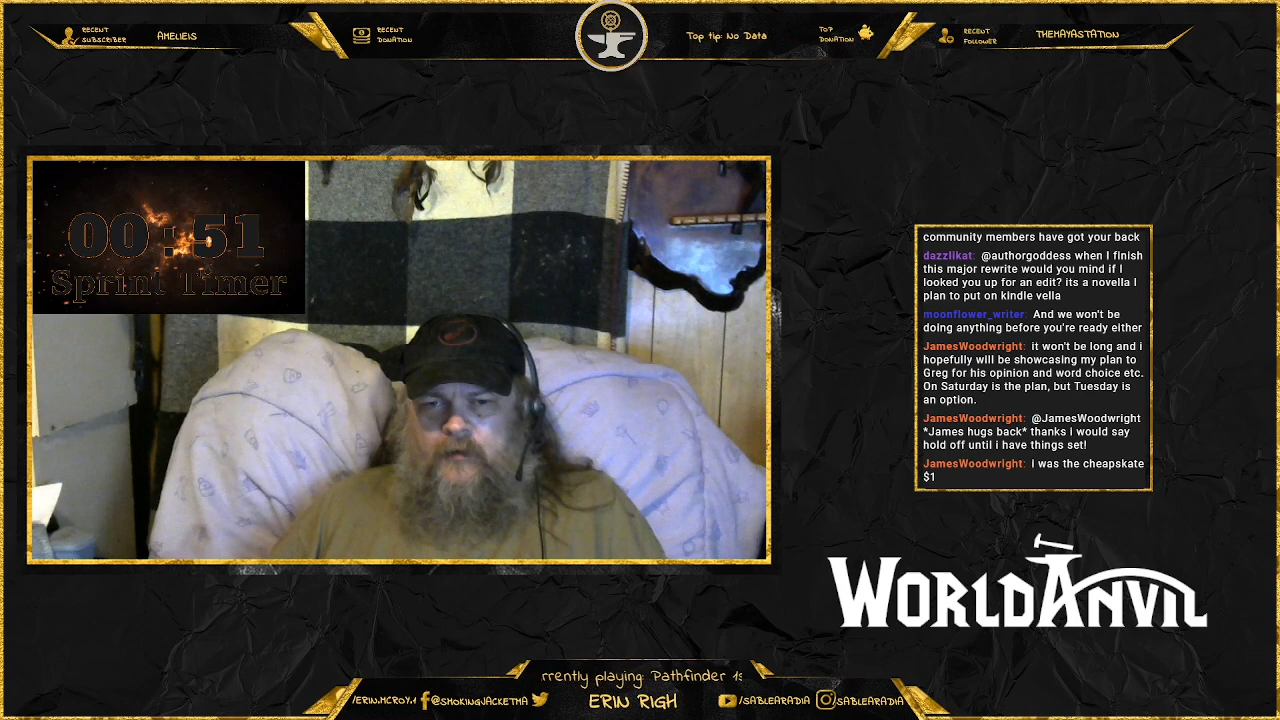 RECENT
SUBSCRIBER
AMELIEIS
RECENT
DONATION
Top tip: No Data
TOP
DONATION
RECENT
FOLLOWER
THEMAYASTATION
00:51
Sprint Timer
community members have got your back
dazzlikat: @authorgoddess when I finish
this major rewrite would you mind if I
looked you up for an edit? its a novella I
plan to put on kindle vella
moonflower_writer: And we won't be
doing anything before you're ready either
JamesWoodwright: it won't be long and i
hopefully will be showcasing my plan to
Greg for his opinion and word choice etc.
On Saturday is the plan, but Tuesday is
an option.
JamesWoodwright: @JamesWoodwright
*James hugs back* thanks i would say
hold off until i have things set!
JamesWoodwright: I was the cheapskate
$1
WORLDANVIL
rrently playing: Pathfinder 1s
/ERIN.MCROY.1
@SMOKINGJACKETMA
ERIN RIGH
/SABLEARADIA
/SABLEARADIA